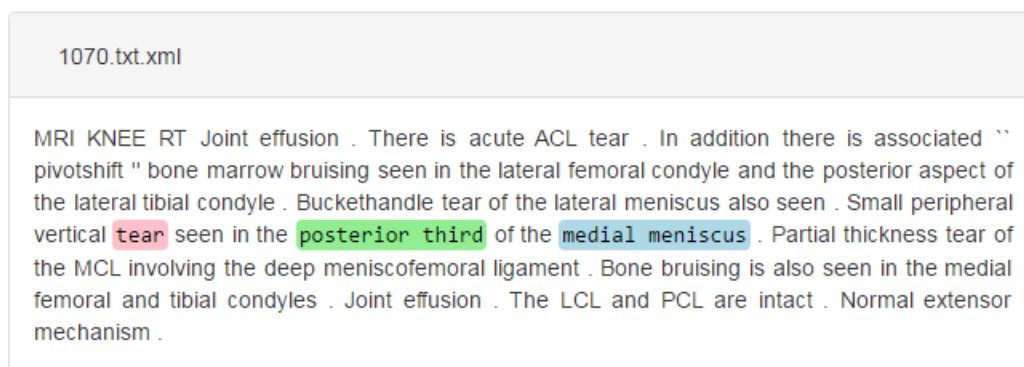 1070.txt.xml
MRI KNEE RT Joint effusion . There is acute ACL tear . In addition there is associated ``
pivotshift " bone marrow bruising seen in the lateral femoral condyle and the posterior aspect of
the lateral tibial condyle . Buckethandle tear of the lateral meniscus also seen . Small peripheral
vertical tear seen in the posterior third of the medial meniscus . Partial thickness tear of
the MCL involving the deep meniscofemoral ligament . Bone bruising is also seen in the medial
femoral and tibial condyles . Joint effusion . The LCL and PCL are intact . Normal extensor
mechanism .